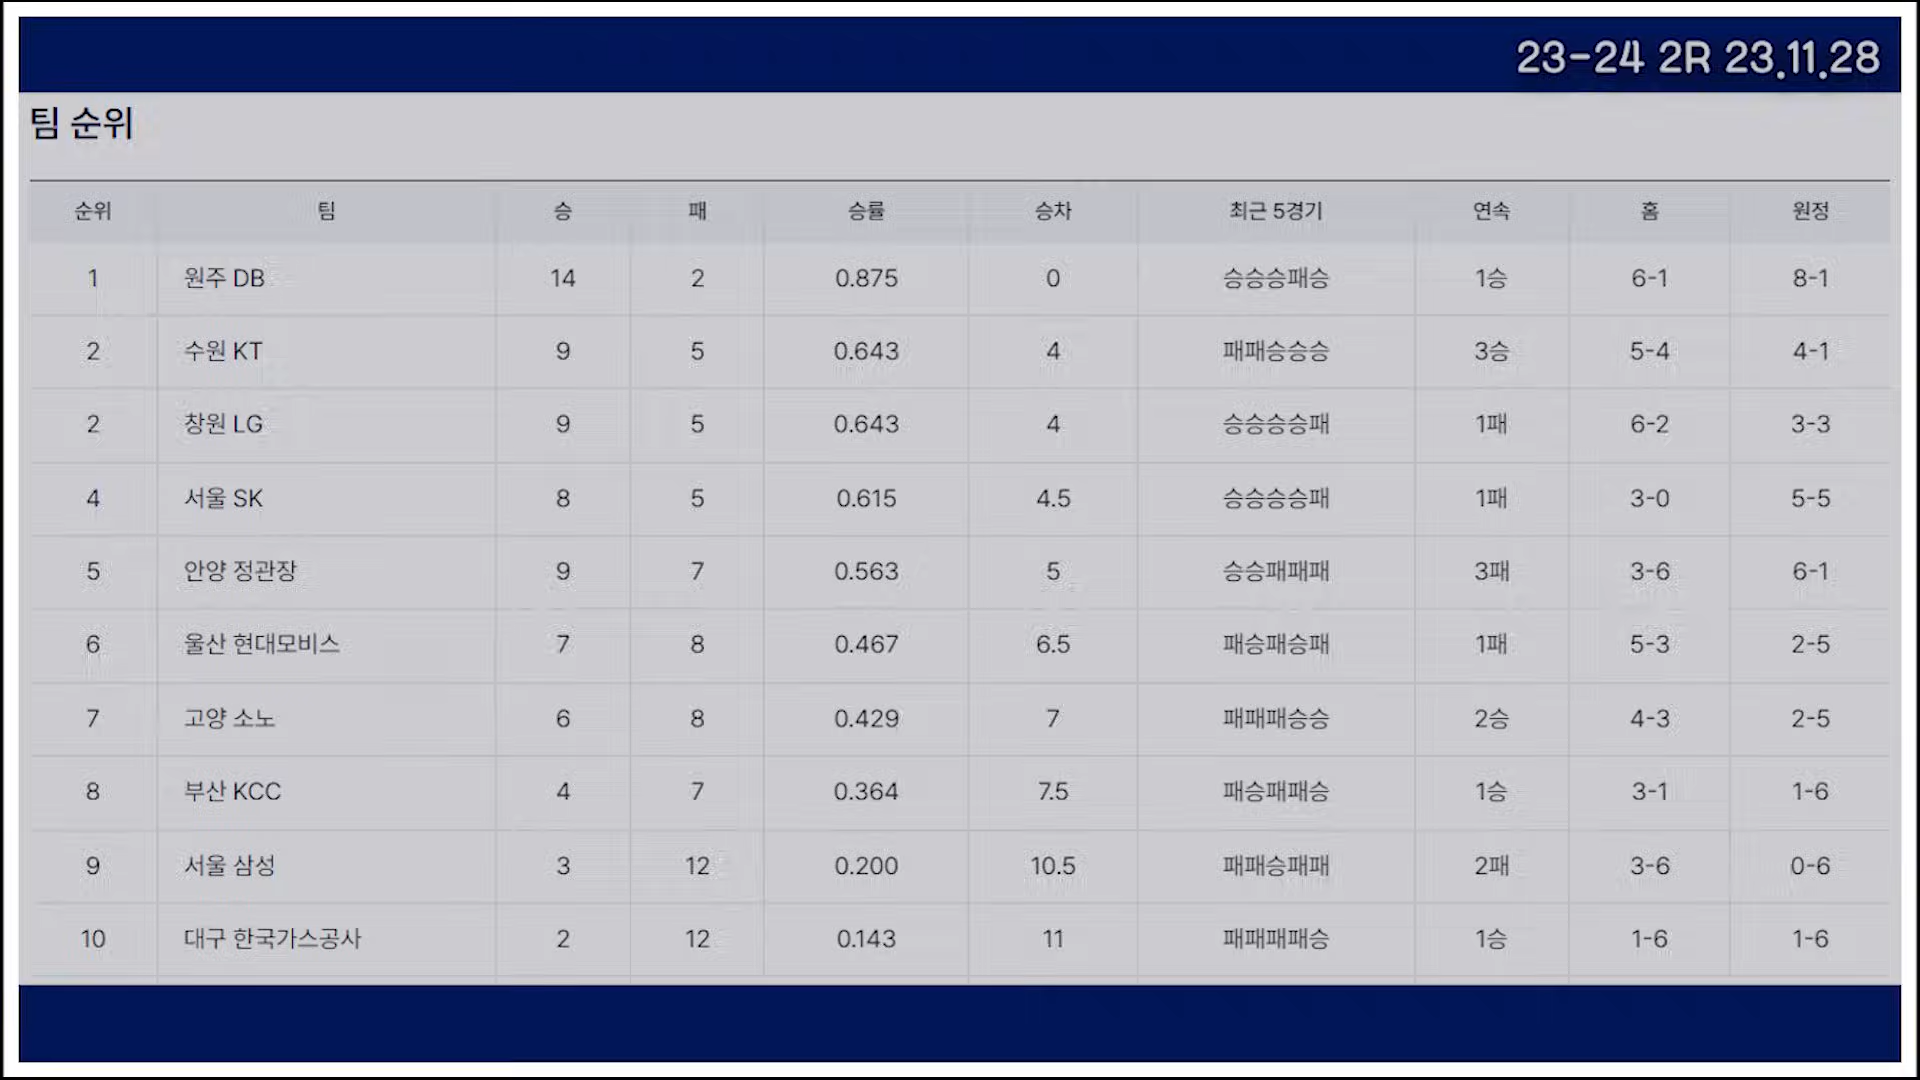 23-24 2R 23.11.28
팀 순위
순위 팀 승 패 승률 승차 최근 5경기 연속 홈 원정
1 원주 DB 14 2 0.875 0 승승승패승 1승 6-1 8-1
2 수원 KT 9 5 0.643 4 패패승승승 3승 5-4 4-1
2 창원 LG 9 5 0.643 4 승승승승패 1패 6-2 3-3
4 서울 SK 8 5 0.615 4.5 승승승승패 1패 3-0 5-5
5 안양 정관장 9 7 0.563 5 승승패패패 3패 3-6 6-1
6 울산 현대모비스 7 8 0.467 6.5 패승패승패 1패 5-3 2-5
7 고양 소노 6 8 0.429 7 패패패승승 2승 4-3 2-5
8 부산 KCC 4 7 0.364 7.5 패승패패승 1승 3-1 1-6
9 서울 삼성 3 12 0.200 10.5 패패승패패 2패 3-6 0-6
10 대구 한국가스공사 2 12 0.143 11 패패패패승 1승 1-6 1-6